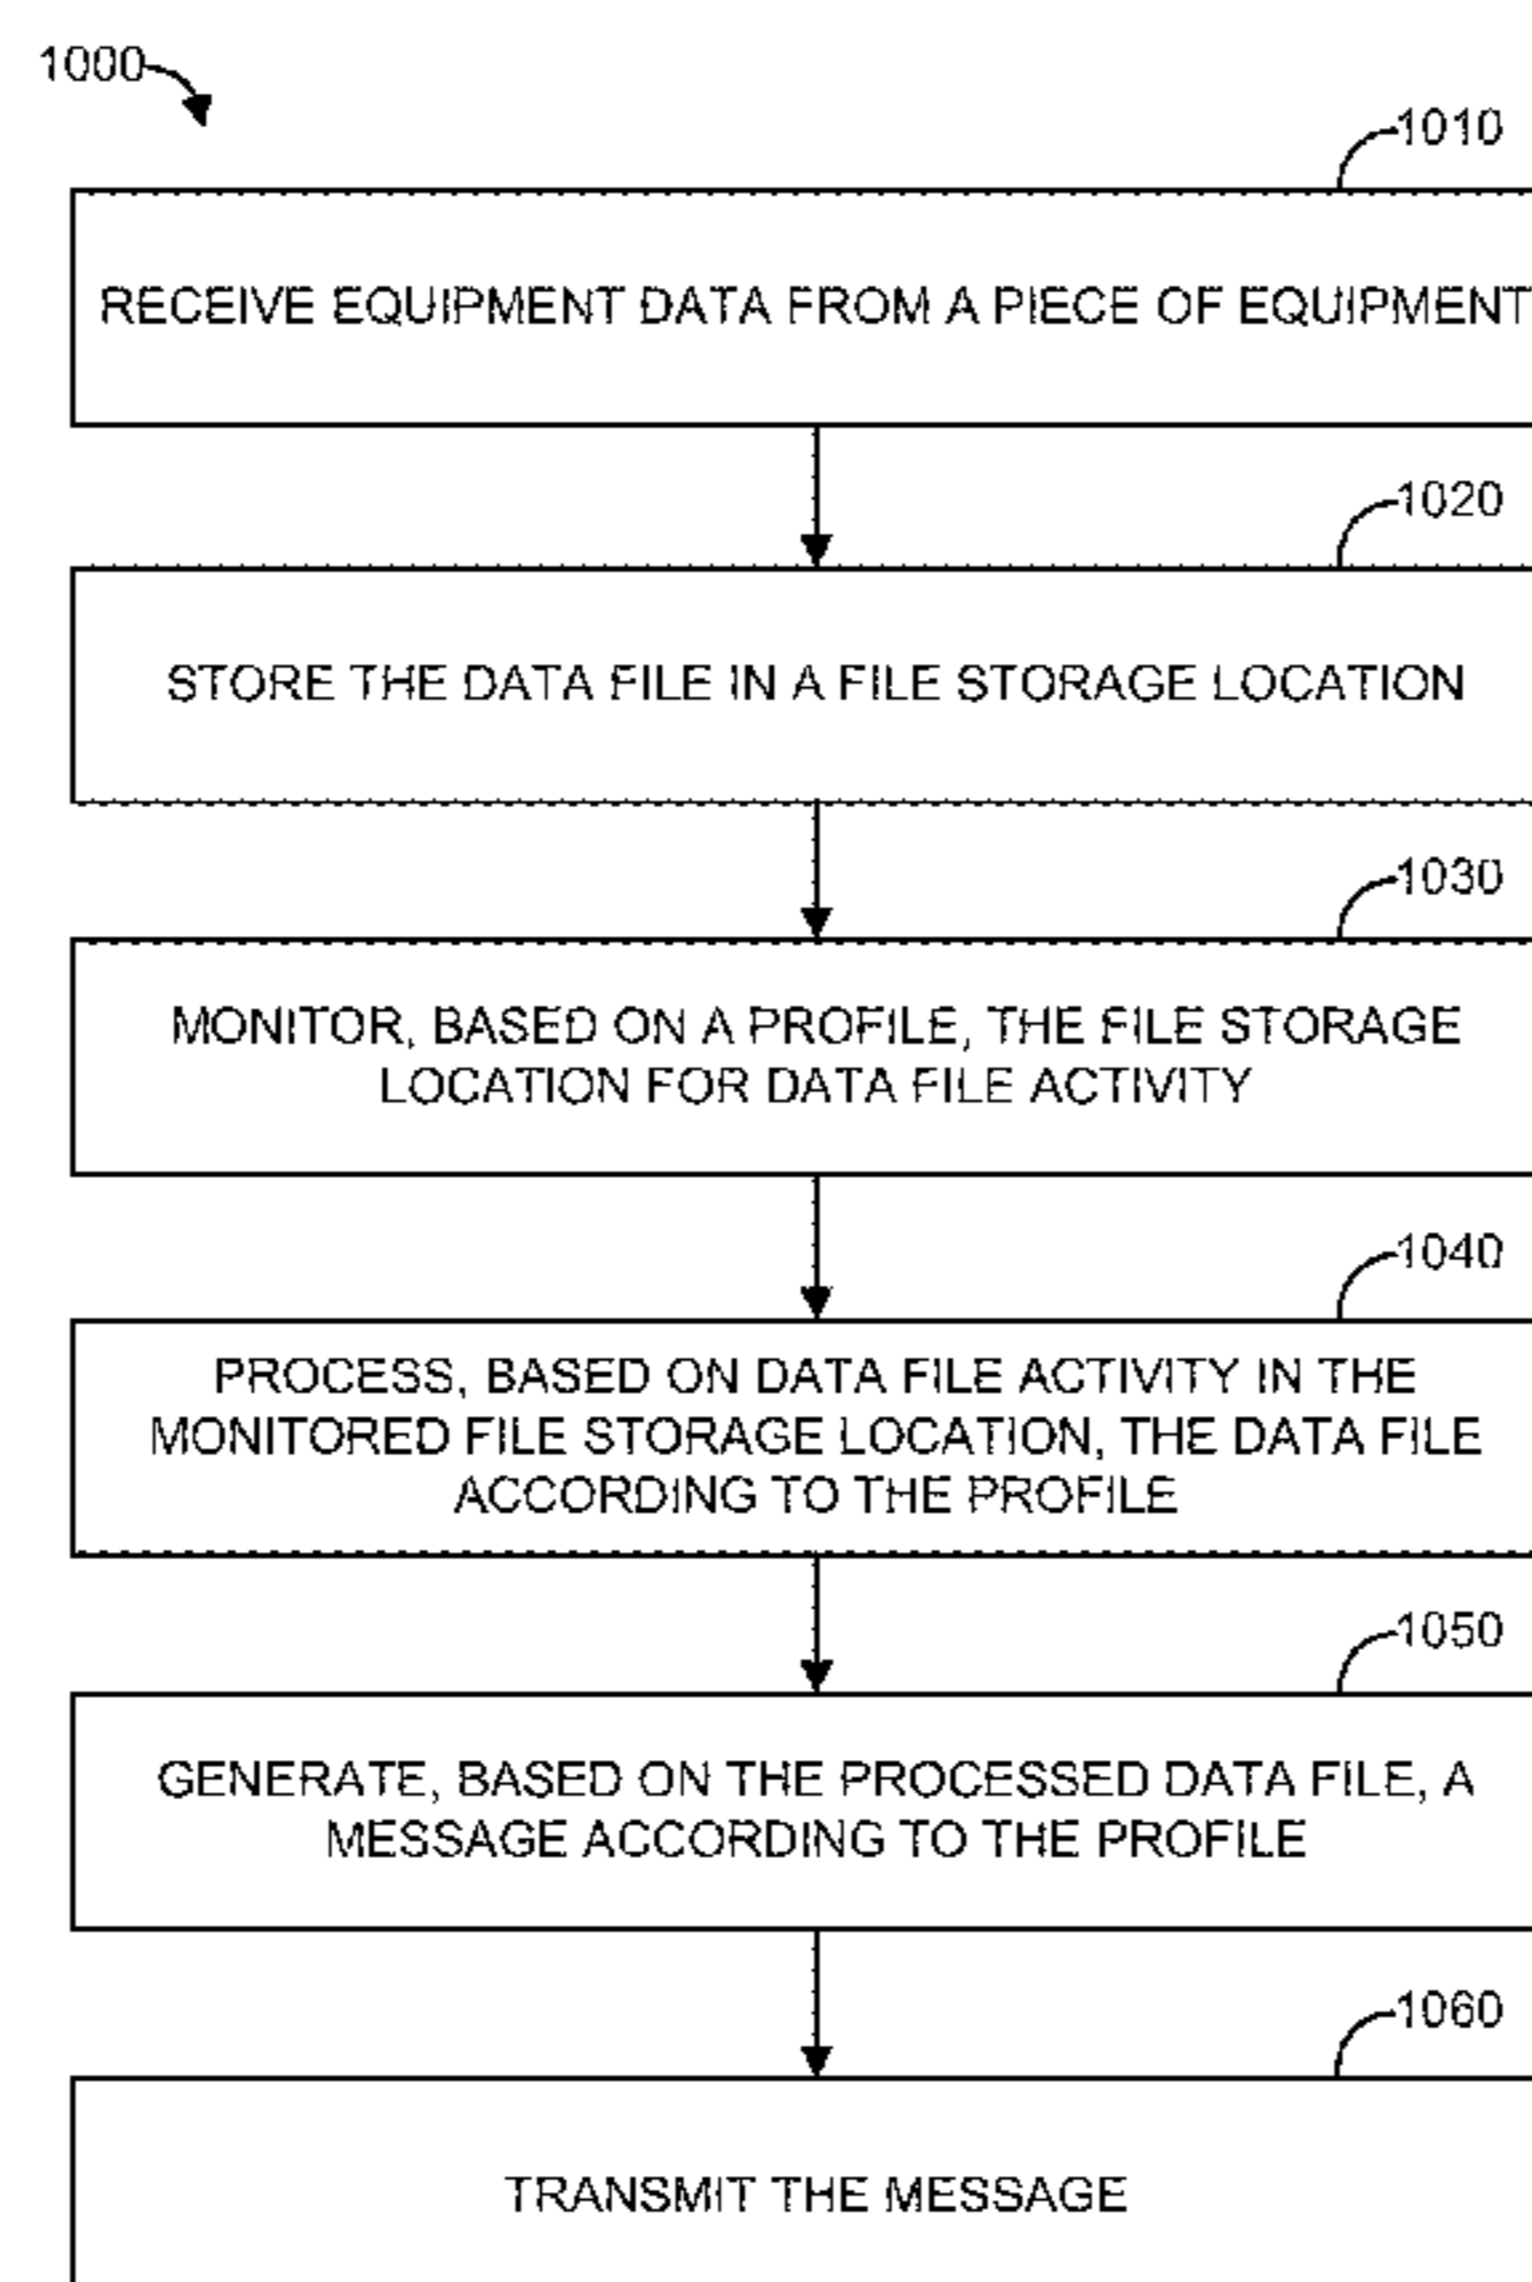 1000
1010
RECEIVE EQUIPMENT DATA FROM A PIECE OF EQUIPMENT
1020
STORE THE DATA FILE IN A FILE STORAGE LOCATION
1030
MONITOR, BASED ON A PROFILE, THE FILE STORAGE
LOCATION FOR DATA FILE ACTIVITY
1040
PROCESS, BASED ON DATA FILE ACTIVITY IN THE
MONITORED FILE STORAGE LOCATION, THE DATA FILE
ACCORDING TO THE PROFILE
1050
GENERATE, BASED ON THE PROCESSED DATA FILE, A
MESSAGE ACCORDING TO THE PROFILE
1060
TRANSMIT THE MESSAGE